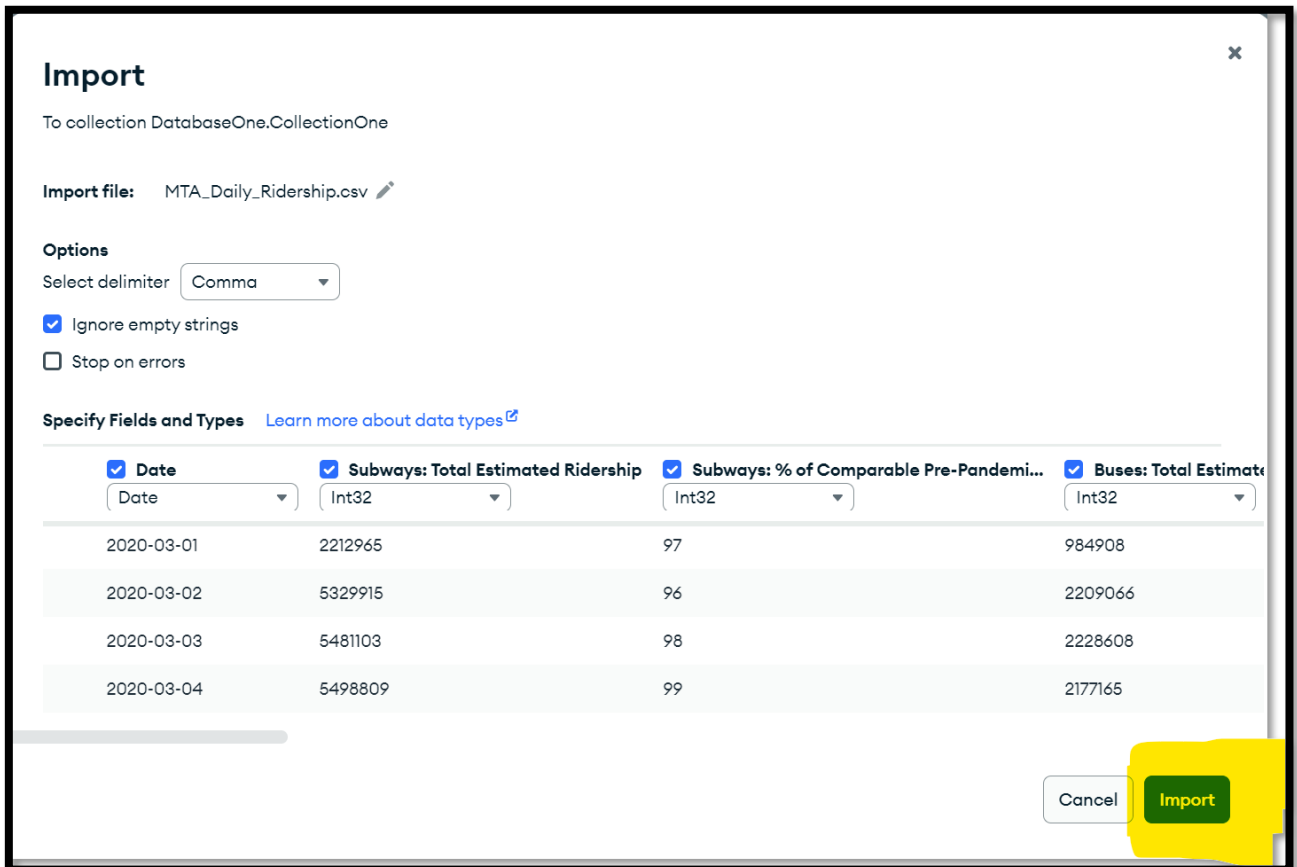 Import
To collection DatabaseOne.CollectionOne
Import file: MTA_Daily_Ridership.csv
Options
Select delimiter Comma
Ignore empty strings
Stop on errors
Specify Fields and Types Learn more about data types
Date Subways: Total Estimated Ridership Subways: % of Comparable Pre-Pandemi... Buses: Total Estimate
Date Int32 Int32 Int32
2020-03-01 2212965 97 984908
2020-03-02 5329915 96 2209066
2020-03-03 5481103 98 2228608
2020-03-04 5498809 99 2177165
Cancel Import